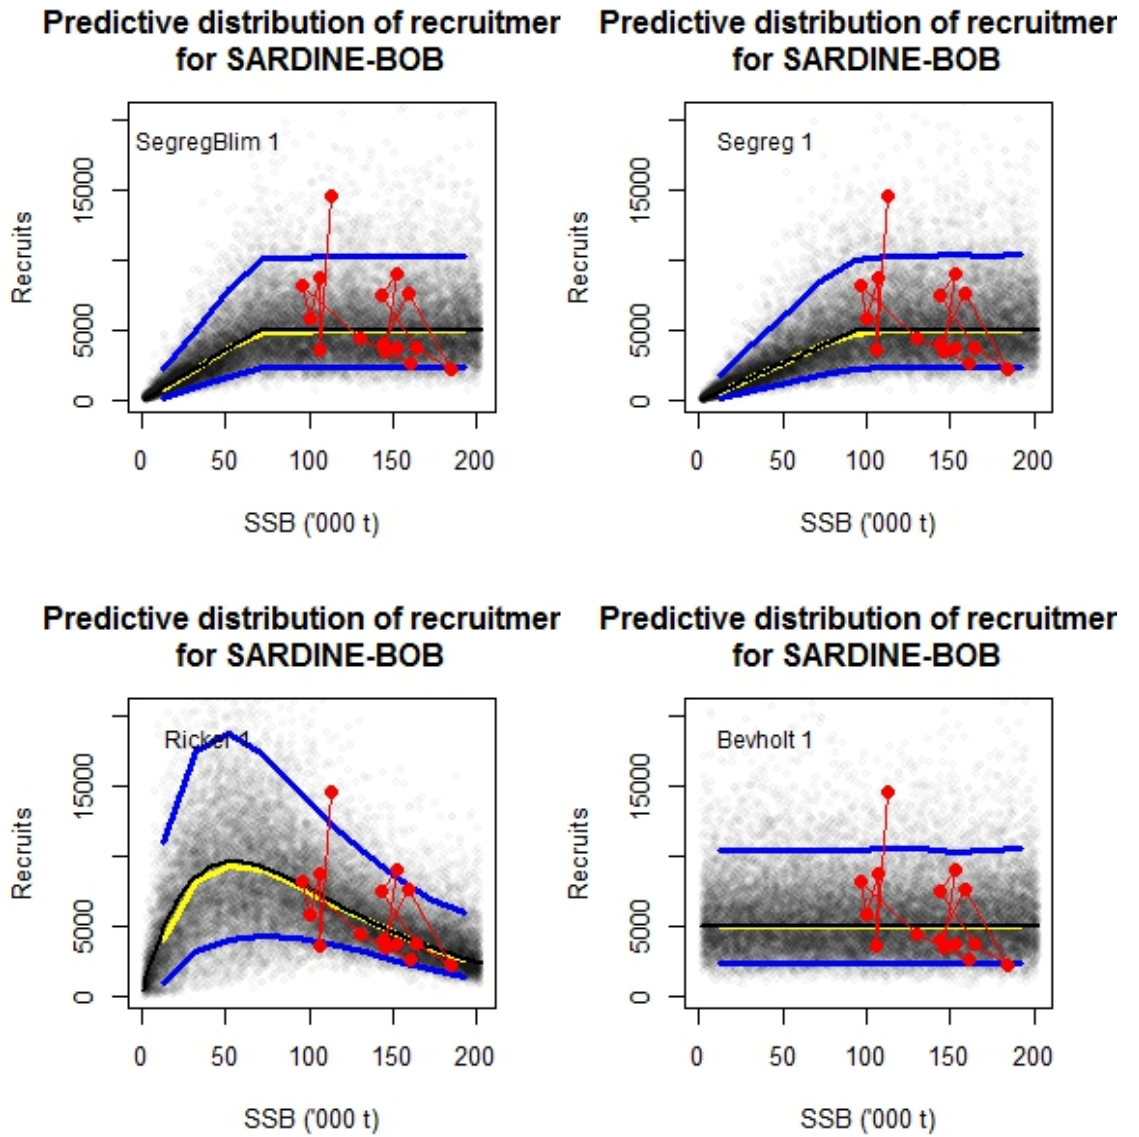 Predictive distribution of recruitmer
for SARDINE-BOB
SegregBlim 1
Recruits
15000
5000
0
0 50 100 150 200
SSB ('000 t)
Predictive distribution of recruitmer
for SARDINE-BOB
Segreg 1
Recruits
15000
5000
0
0 50 100 150 200
SSB ('000 t)
Predictive distribution of recruitmer
for SARDINE-BOB
Ricker 1
Recruits
15000
5000
0
0 50 100 150 200
SSB ('000 t)
Predictive distribution of recruitmer
for SARDINE-BOB
Bevholt 1
Recruits
15000
5000
0
0 50 100 150 200
SSB ('000 t)